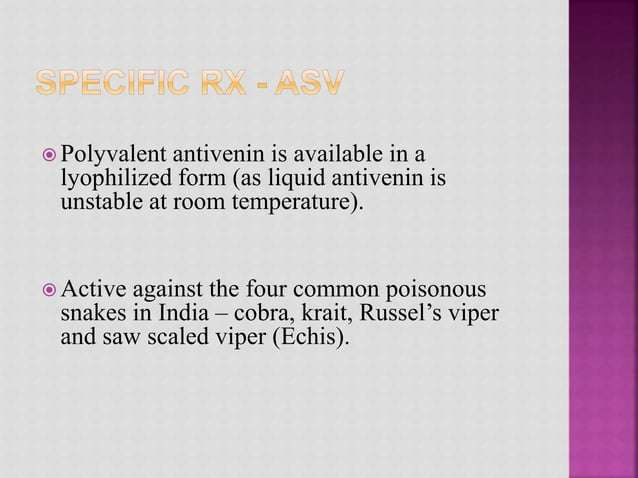 SPECIFIC RX - ASV
Polyvalent antivenin is available in a
lyophilized form (as liquid antivenin is
unstable at room temperature).
Active against the four common poisonous
snakes in India – cobra, krait, Russel’s viper
and saw scaled viper (Echis).